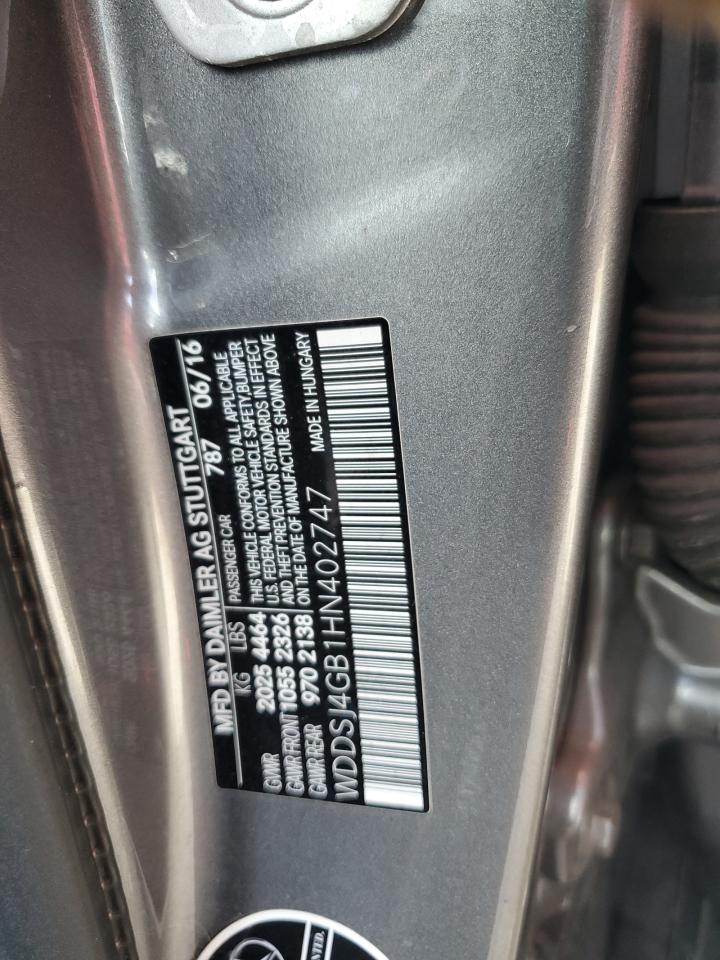 MFD BY DAIMLER AG STUTTGART
PASSENGER CAR 787 06/16
KG LBS
GVWR 2025 4464
GAWR FRONT 1055 2326
GAWR REAR 970 2138
THIS VEHICLE CONFORMS TO ALL APPLICABLE
U.S. FEDERAL MOTOR VEHICLE SAFETY,BUMPER
AND THEFT PREVENTION STANDARDS IN EFFECT
ON THE DATE OF MANUFACTURE SHOWN ABOVE
WDDSJ4GB1HN402747 MADE IN HUNGARY